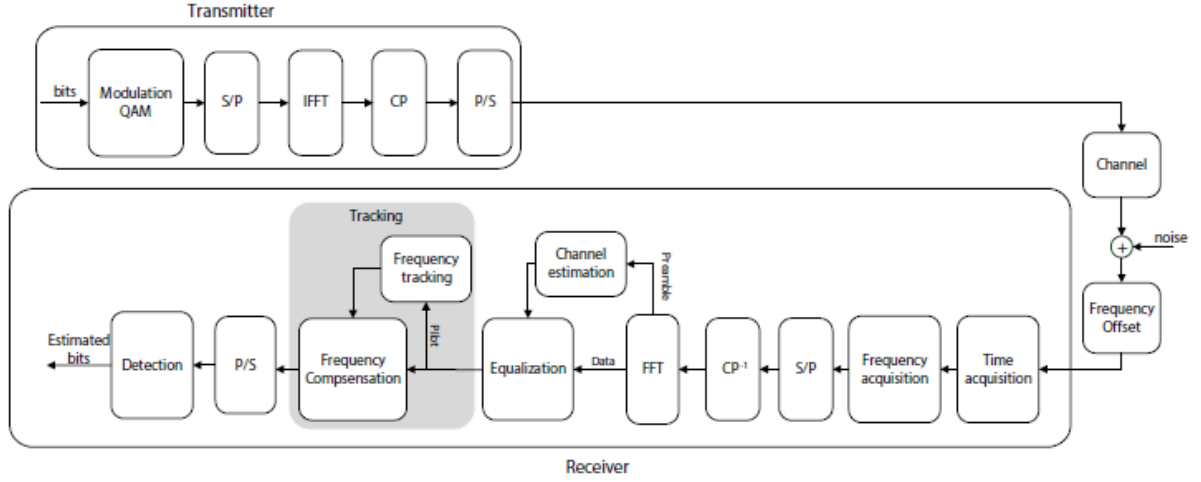 Transmitter
bits
Modulation
QAM
S/P
IFFT
CP
P/S
Channel
noise
+
Frequency
Offset
Tracking
Frequency
tracking
Pilot
Channel
estimation
Preamble
Estimated
bits
Detection
P/S
Frequency
Compsensation
Equalization
Data
FFT
CP⁻¹
S/P
Frequency
acquisition
Time
acquisition
Receiver